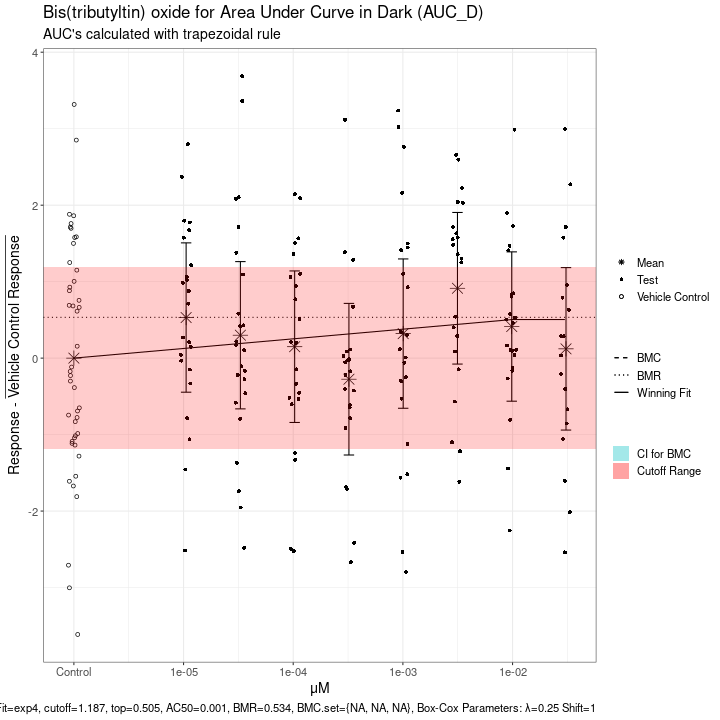 Bis(tributyltin) oxide for Area Under Curve in Dark (AUC_D)
AUC's calculated with trapezoidal rule
Response - Vehicle Control Response
4
2
0
-2
Control
1e-05
1e-04
1e-03
1e-02
µM
Mean
Test
Vehicle Control
BMC
BMR
Winning Fit
CI for BMC
Cutoff Range
Fit=exp4, cutoff=1.187, top=0.505, AC50=0.001, BMR=0.534, BMC.set={NA, NA, NA}, Box-Cox Parameters: λ=0.25 Shift=1